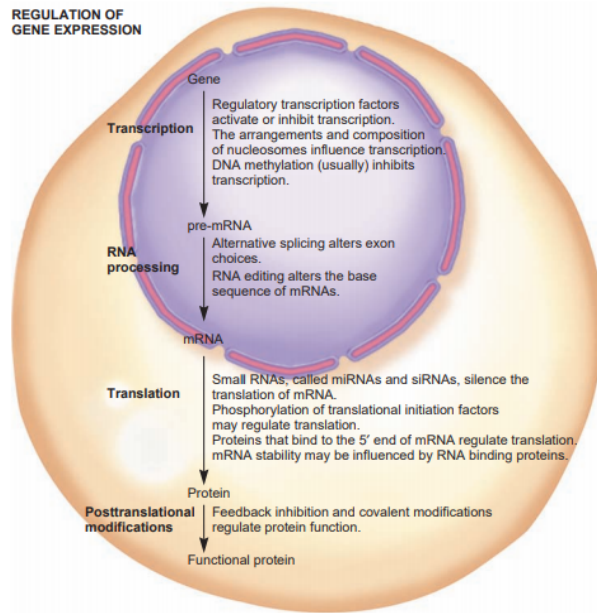 REGULATION OF
GENE EXPRESSION
Gene
Transcription
Regulatory transcription factors
activate or inhibit transcription.
The arrangements and composition
of nucleosomes influence transcription.
DNA methylation (usually) inhibits
transcription.
pre-mRNA
RNA
processing
Alternative splicing alters exon
choices.
RNA editing alters the base
sequence of mRNAs.
mRNA
Translation
Small RNAs, called miRNAs and siRNAs, silence the
translation of mRNA.
Phosphorylation of translational initiation factors
may regulate translation.
Proteins that bind to the 5′ end of mRNA regulate translation.
mRNA stability may be influenced by RNA binding proteins.
Protein
Posttranslational
modifications
Feedback inhibition and covalent modifications
regulate protein function.
Functional protein